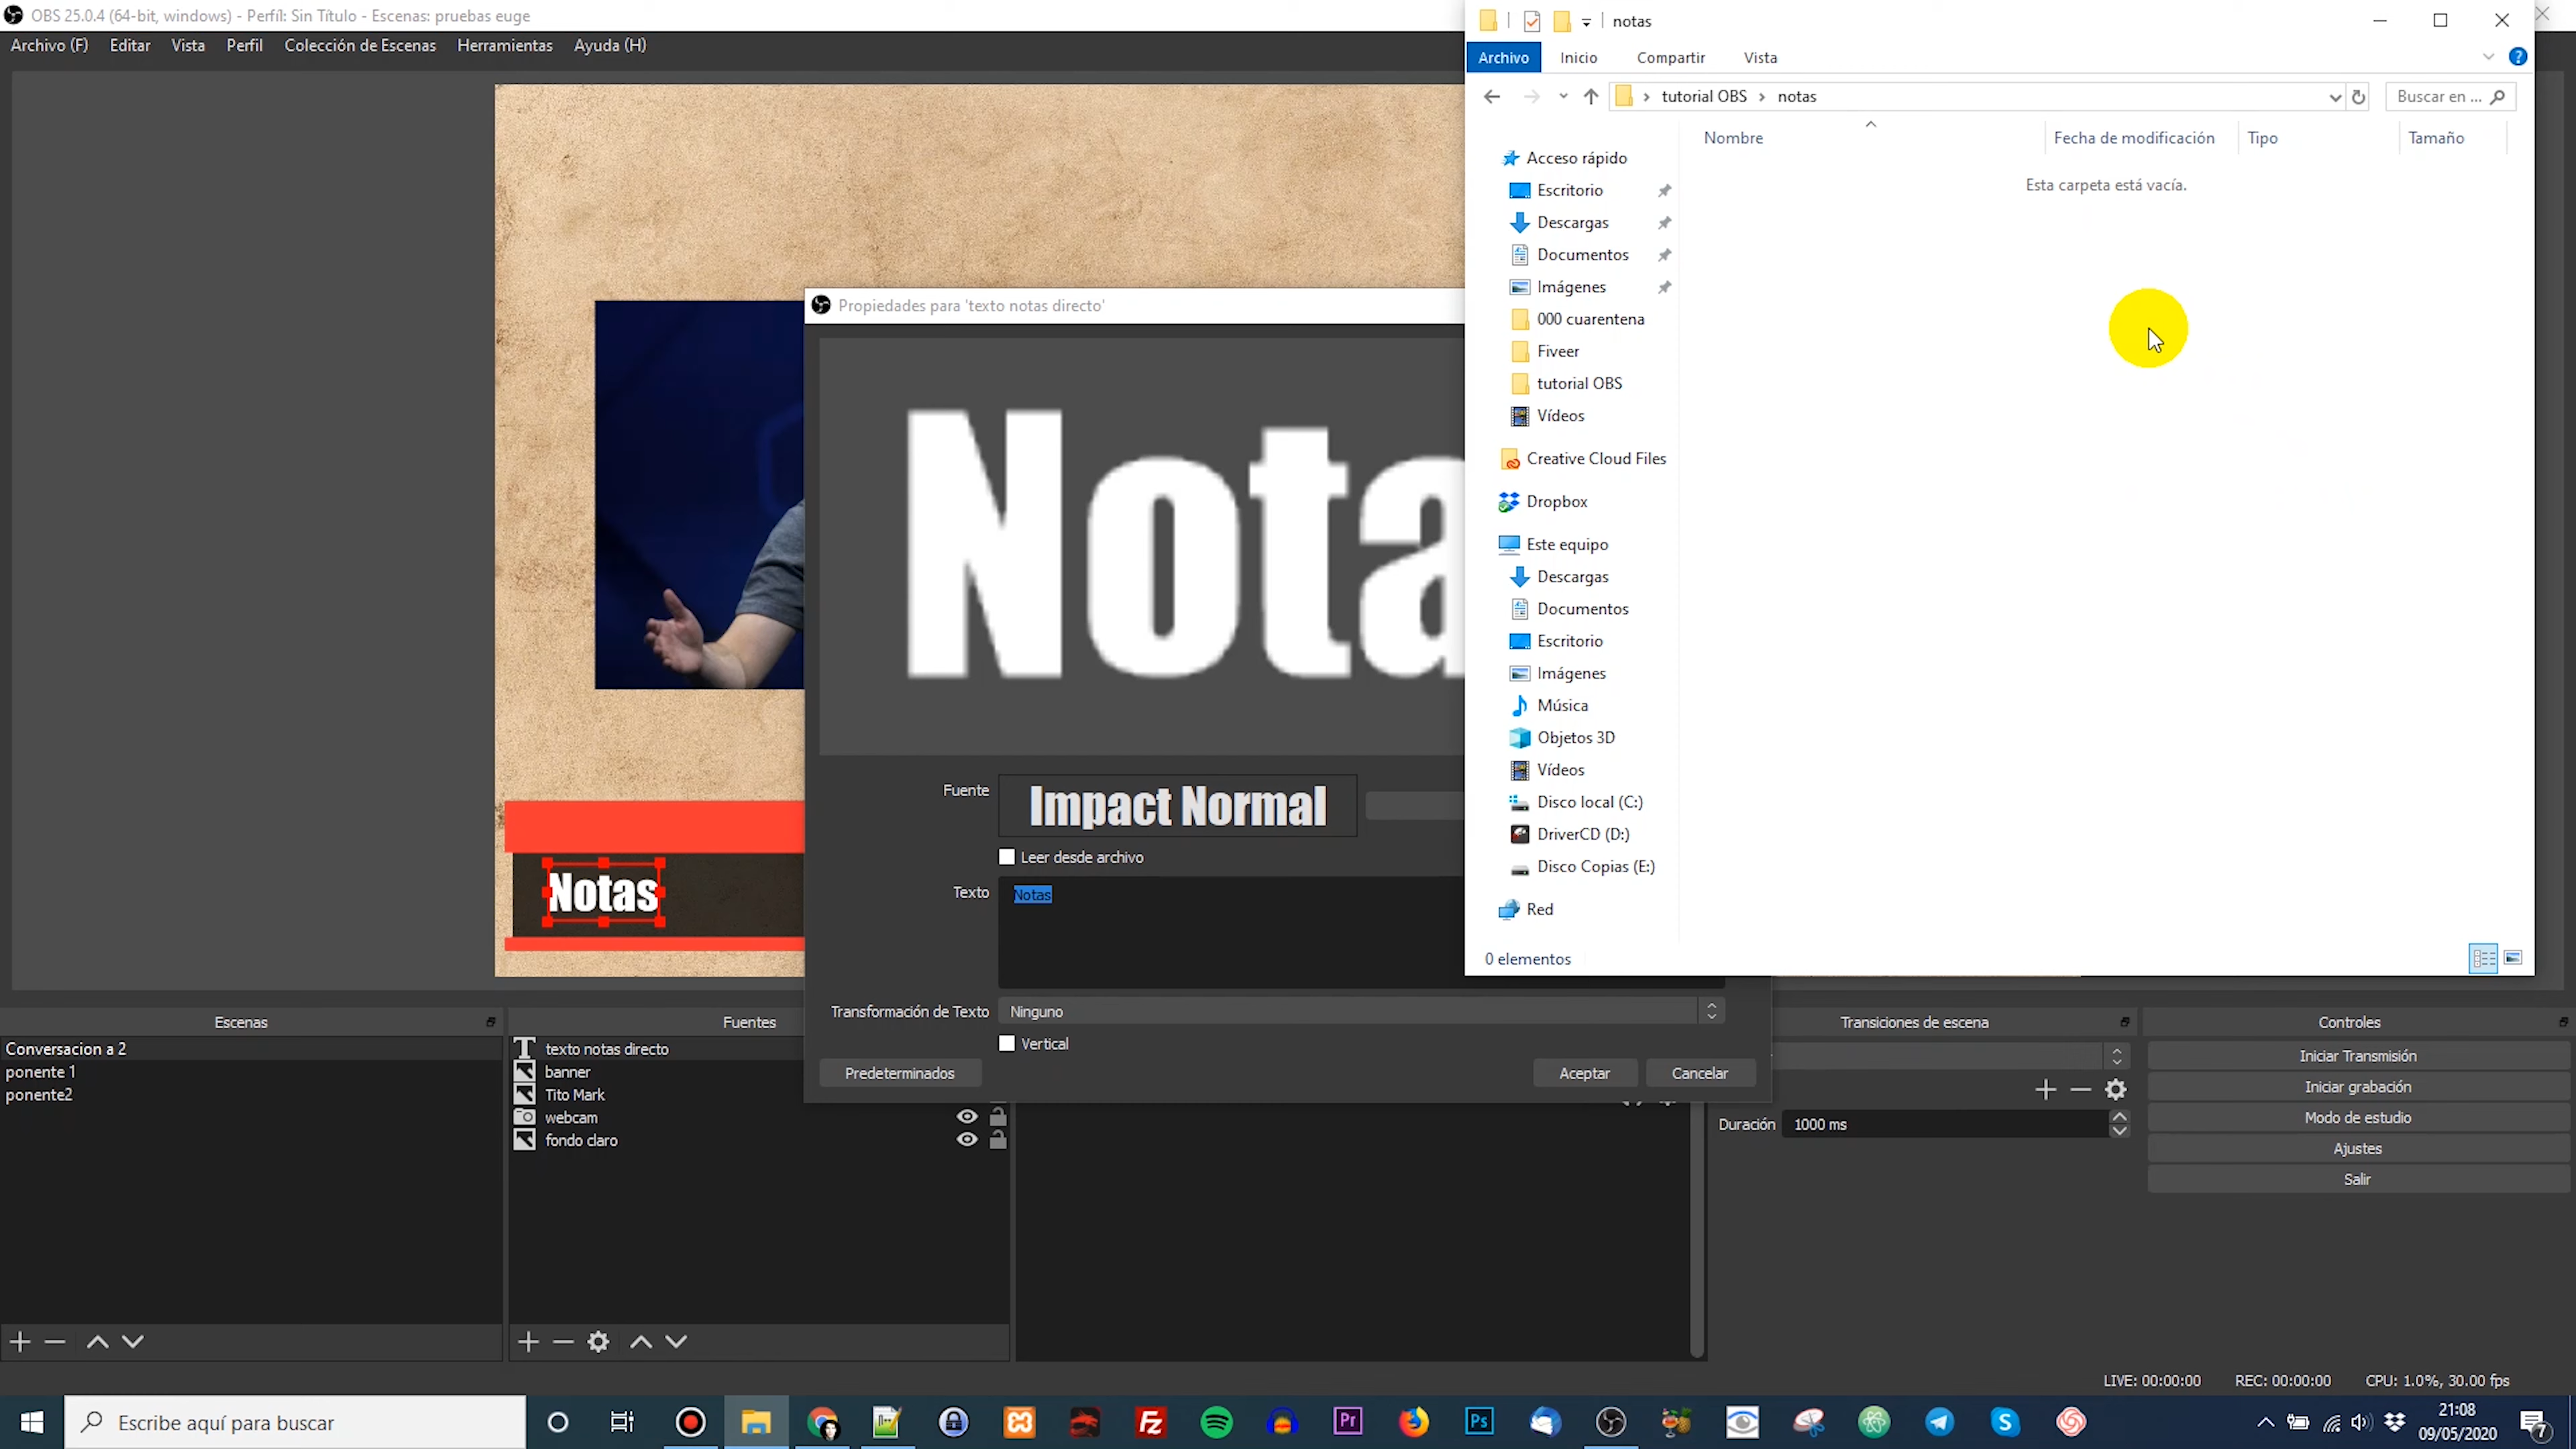 OBS 25.0.4 (64-bit, windows) - Perfíl: Sin Título - Escenas: pruebas euge
Archivo (F) Editar Vista Perfil Colección de Escenas Herramientas Ayuda (H)
notas
Archivo Inicio Compartir Vista
tutorial OBS notas
Buscar en ...
Nombre Fecha de modificación Tipo Tamaño
Esta carpeta está vacía.
Acceso rápido
Escritorio
Descargas
Documentos
Imágenes
000 cuarentena
Fiveer
tutorial OBS
Vídeos
Creative Cloud Files
Dropbox
Este equipo
Descargas
Documentos
Escritorio
Imágenes
Música
Objetos 3D
Vídeos
Disco local (C:)
DriverCD (D:)
Disco Copias (E:)
Red
0 elementos
Propiedades para 'texto notas directo'
Nota
Fuente Impact Normal
Leer desde archivo
Texto Notas
Transformación de Texto Ninguno
Vertical
Predeterminados Aceptar Cancelar
Notas
Escenas
Conversacion a 2
ponente 1
ponente2
Fuentes
texto notas directo
banner
Tito Mark
webcam
fondo claro
Transiciones de escena
Duración 1000 ms
Controles
Iniciar Transmisión
Iniciar grabación
Modo de estudio
Ajustes
Salir
LIVE: 00:00:00 REC: 00:00:00 CPU: 1.0%, 30.00 fps
Escribe aquí para buscar
Fz
Pr
Ps
21:08
09/05/2020
7